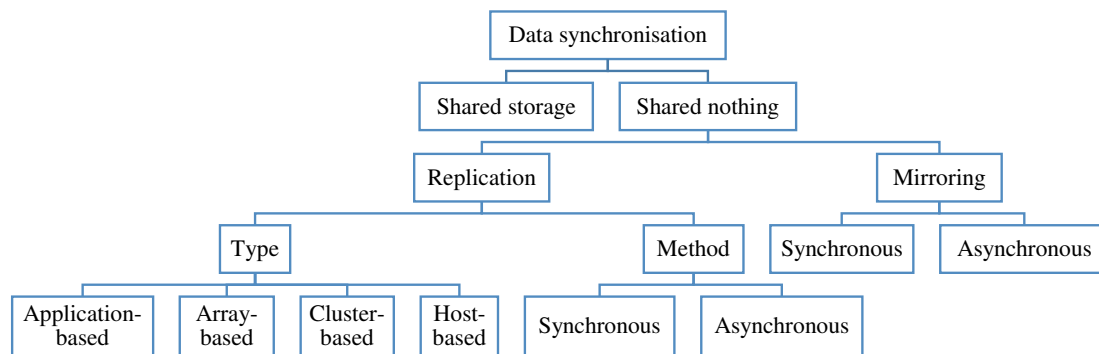 Data synchronisation
Shared storage
Shared nothing
Replication
Mirroring
Type
Method
Synchronous
Asynchronous
Application-
based
Array-
based
Cluster-
based
Host-
based
Synchronous
Asynchronous